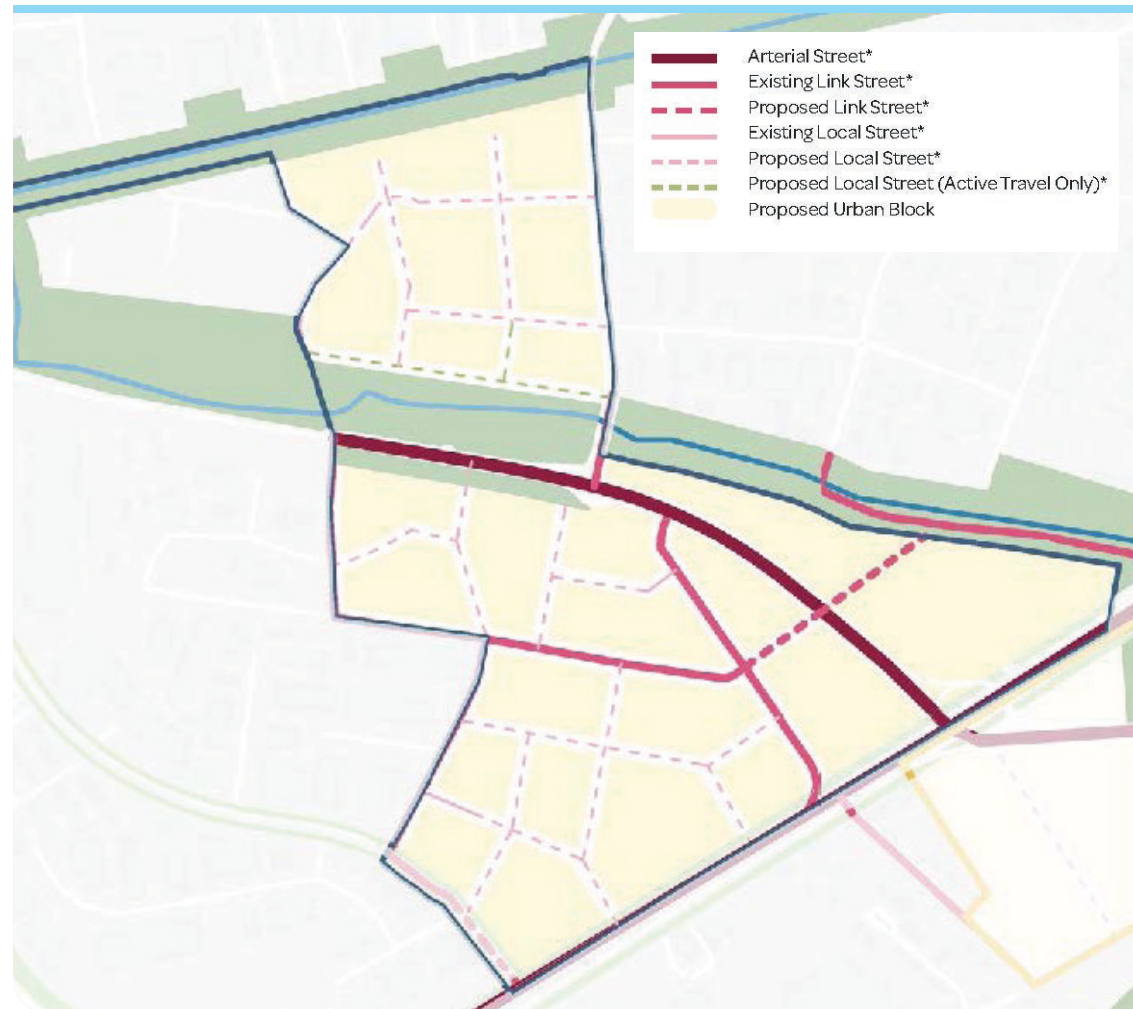 Arterial Street*
Existing Link Street*
Proposed Link Street*
Existing Local Street*
Proposed Local Street*
Proposed Local Street (Active Travel Only)*
Proposed Urban Block